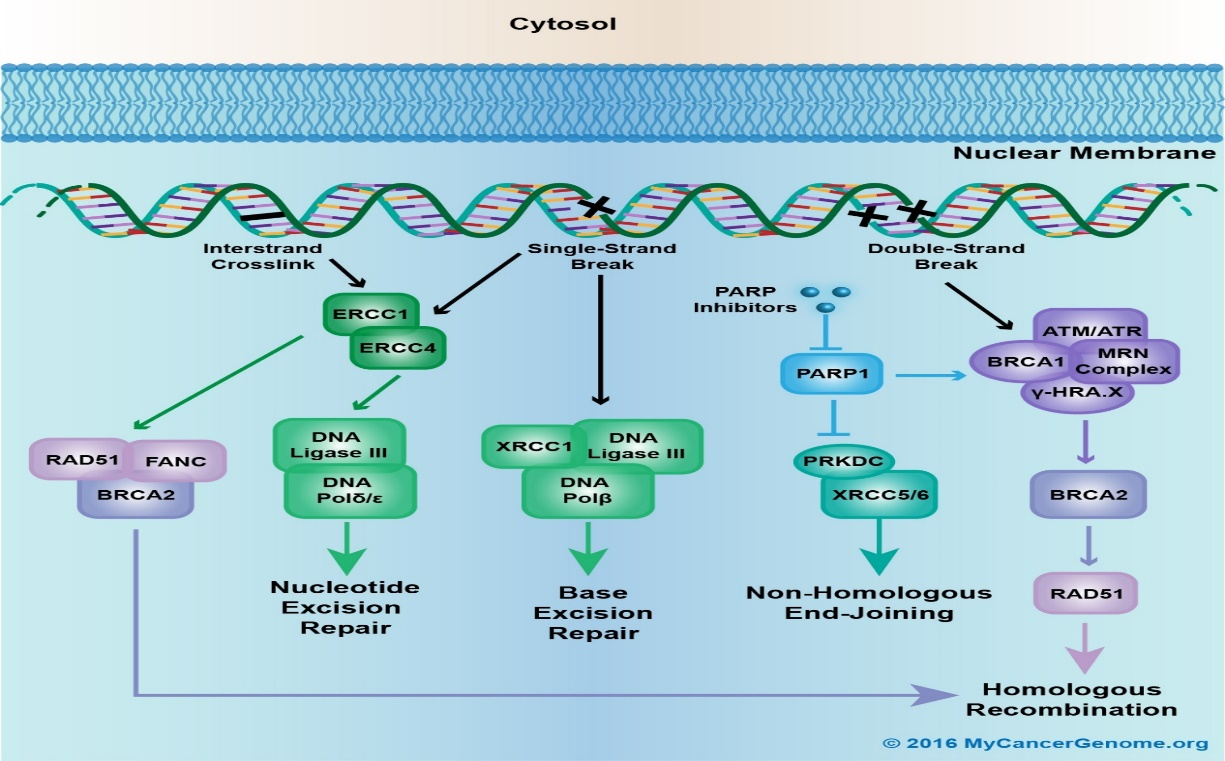 Cytosol
Nuclear Membrane
Interstrand
Crosslink
Single-Strand
Break
Double-Strand
Break
PARP
Inhibitors
ERCC1
ERCC4
PARP1
ATM/ATR
BRCA1
MRN
Complex
γ-HRA.X
RAD51
FANC
BRCA2
DNA
Ligase III
DNA
Polδ/ε
XRCC1
DNA
Ligase III
DNA
Polβ
PRKDC
XRCC5/6
BRCA2
RAD51
Nucleotide
Excision
Repair
Base
Excision
Repair
Non-Homologous
End-Joining
Homologous
Recombination
© 2016 MyCancerGenome.org